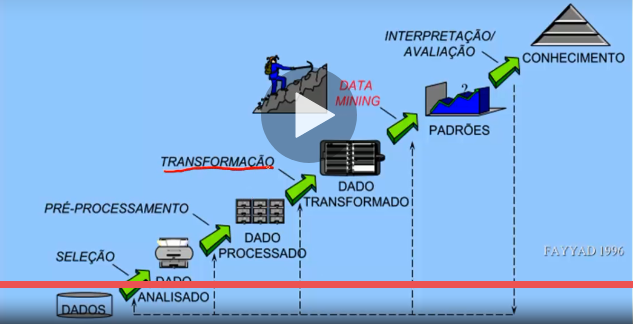 INTERPRETAÇÃO/
AVALIAÇÃO
CONHECIMENTO
DATA
MINING
PADRÕES
TRANSFORMAÇÃO
DADO
TRANSFORMADO
PRÉ-PROCESSAMENTO
DADO
PROCESSADO
FAYYAD 1996
SELEÇÃO
DADO
ANALISADO
DADOS